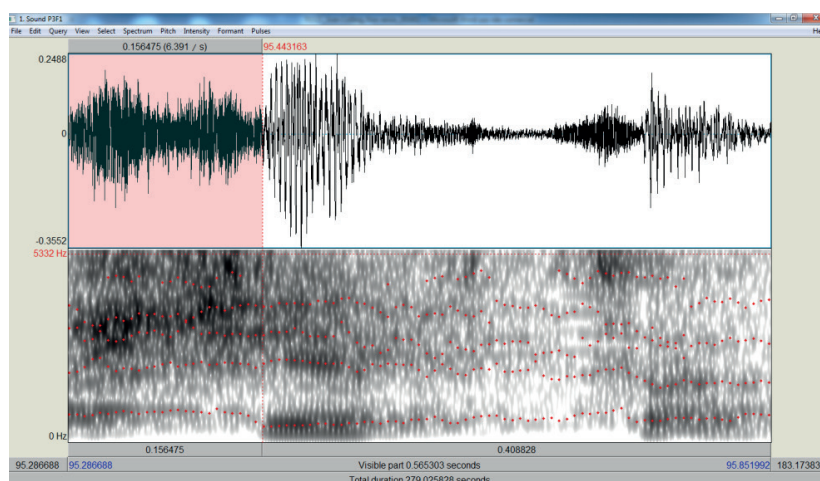 1. Sound P3F1
File Edit Query View Select Spectrum Pitch Intensity Formant Pulses He
0.156475 (6.391 / s) 95.443163
0.2488
0
-0.3552
5332 Hz
0 Hz
0.156475 0.408828
95.286688 95.286688 Visible part 0.565303 seconds 95.851992 183.17383
Total duration 279.025828 seconds